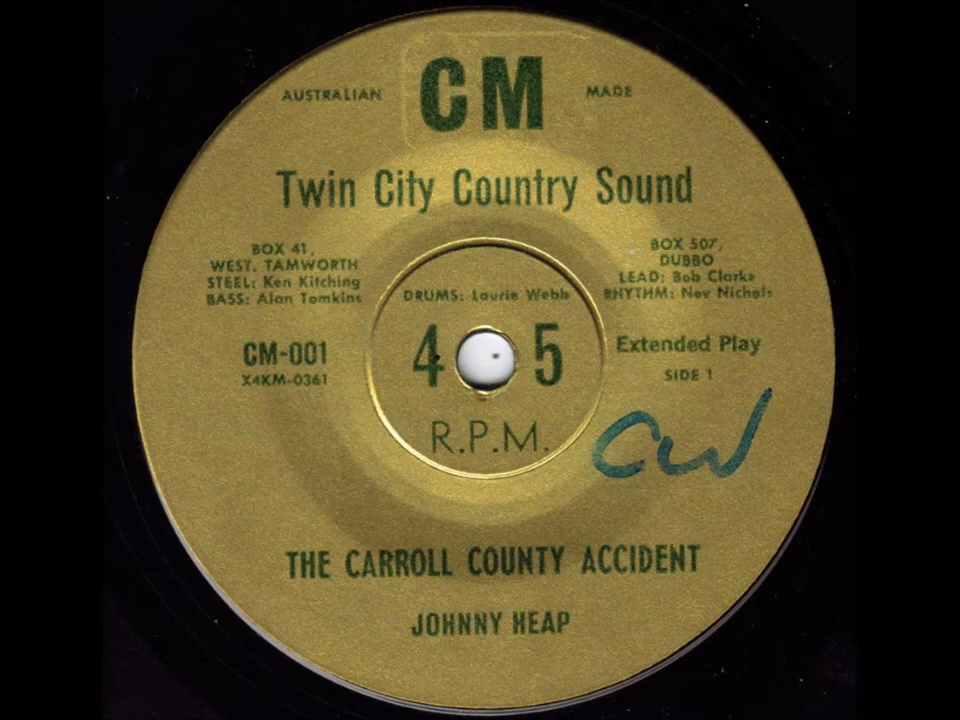 AUSTRALIAN
CM
MADE
Twin City Country Sound
BOX 41,
WEST. TAMWORTH
STEEL: Ken Kitching
BASS: Alan Tomkins
BOX 507,
DUBBO
LEAD: Bob Clarke
RHYTHM: Nev Nichols
DRUMS: Laurie Webb
CM-001
X4KM-0361
45
R.P.M.
Extended Play
SIDE 1
CW
THE CARROLL COUNTY ACCIDENT
JOHNNY HEAP